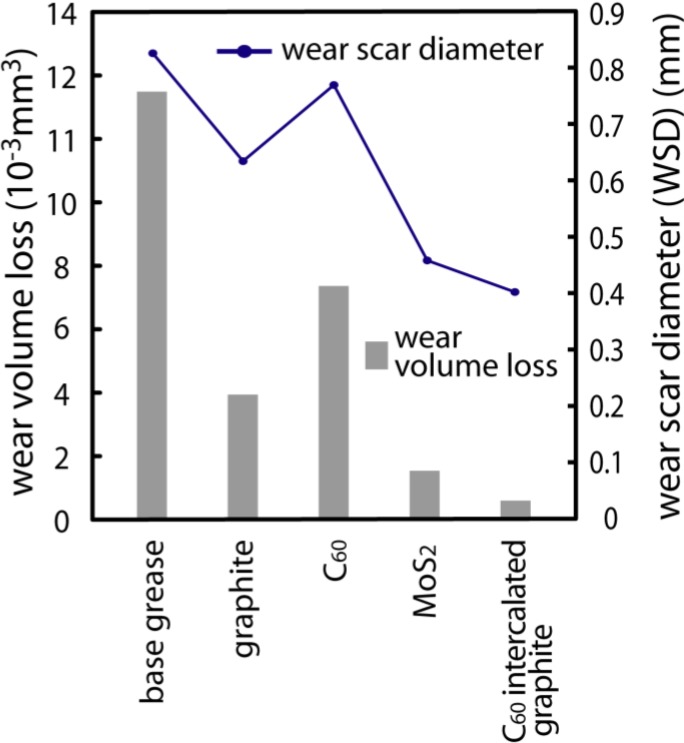 wear volume loss (10-3mm3)
14
12
11
10
8
6
4
2
0
wear scar diameter
wear
volume loss
0.9
0.8
0.7
0.6
0.5
0.4
0.3
0.2
0.1
0
wear scar diameter (WSD) (mm)
base grease
graphite
C60
MoS2
C60 intercalated
graphite